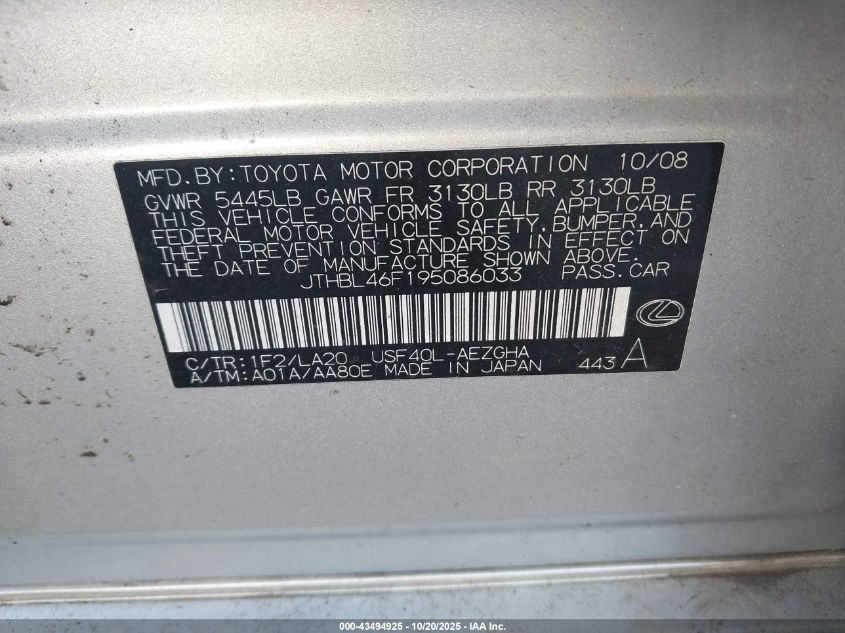 MFD. BY: TOYOTA MOTOR CORPORATION 10/08
GVWR 5445LB GAWR FR 3130LB RR 3130LB
THIS VEHICLE CONFORMS TO ALL APPLICABLE
FEDERAL MOTOR VEHICLE SAFETY, BUMPER, AND
THEFT PREVENTION STANDARDS IN EFFECT ON
THE DATE OF MANUFACTURE SHOWN ABOVE.
JTHBL46F195086033 PASS. CAR
C/TR: 1F2/LA20 USF40L-AEZGHA
A/TM: A01A/AA80E MADE IN JAPAN 443 A
000-43494925 - 10/20/2025 - IAA Inc.